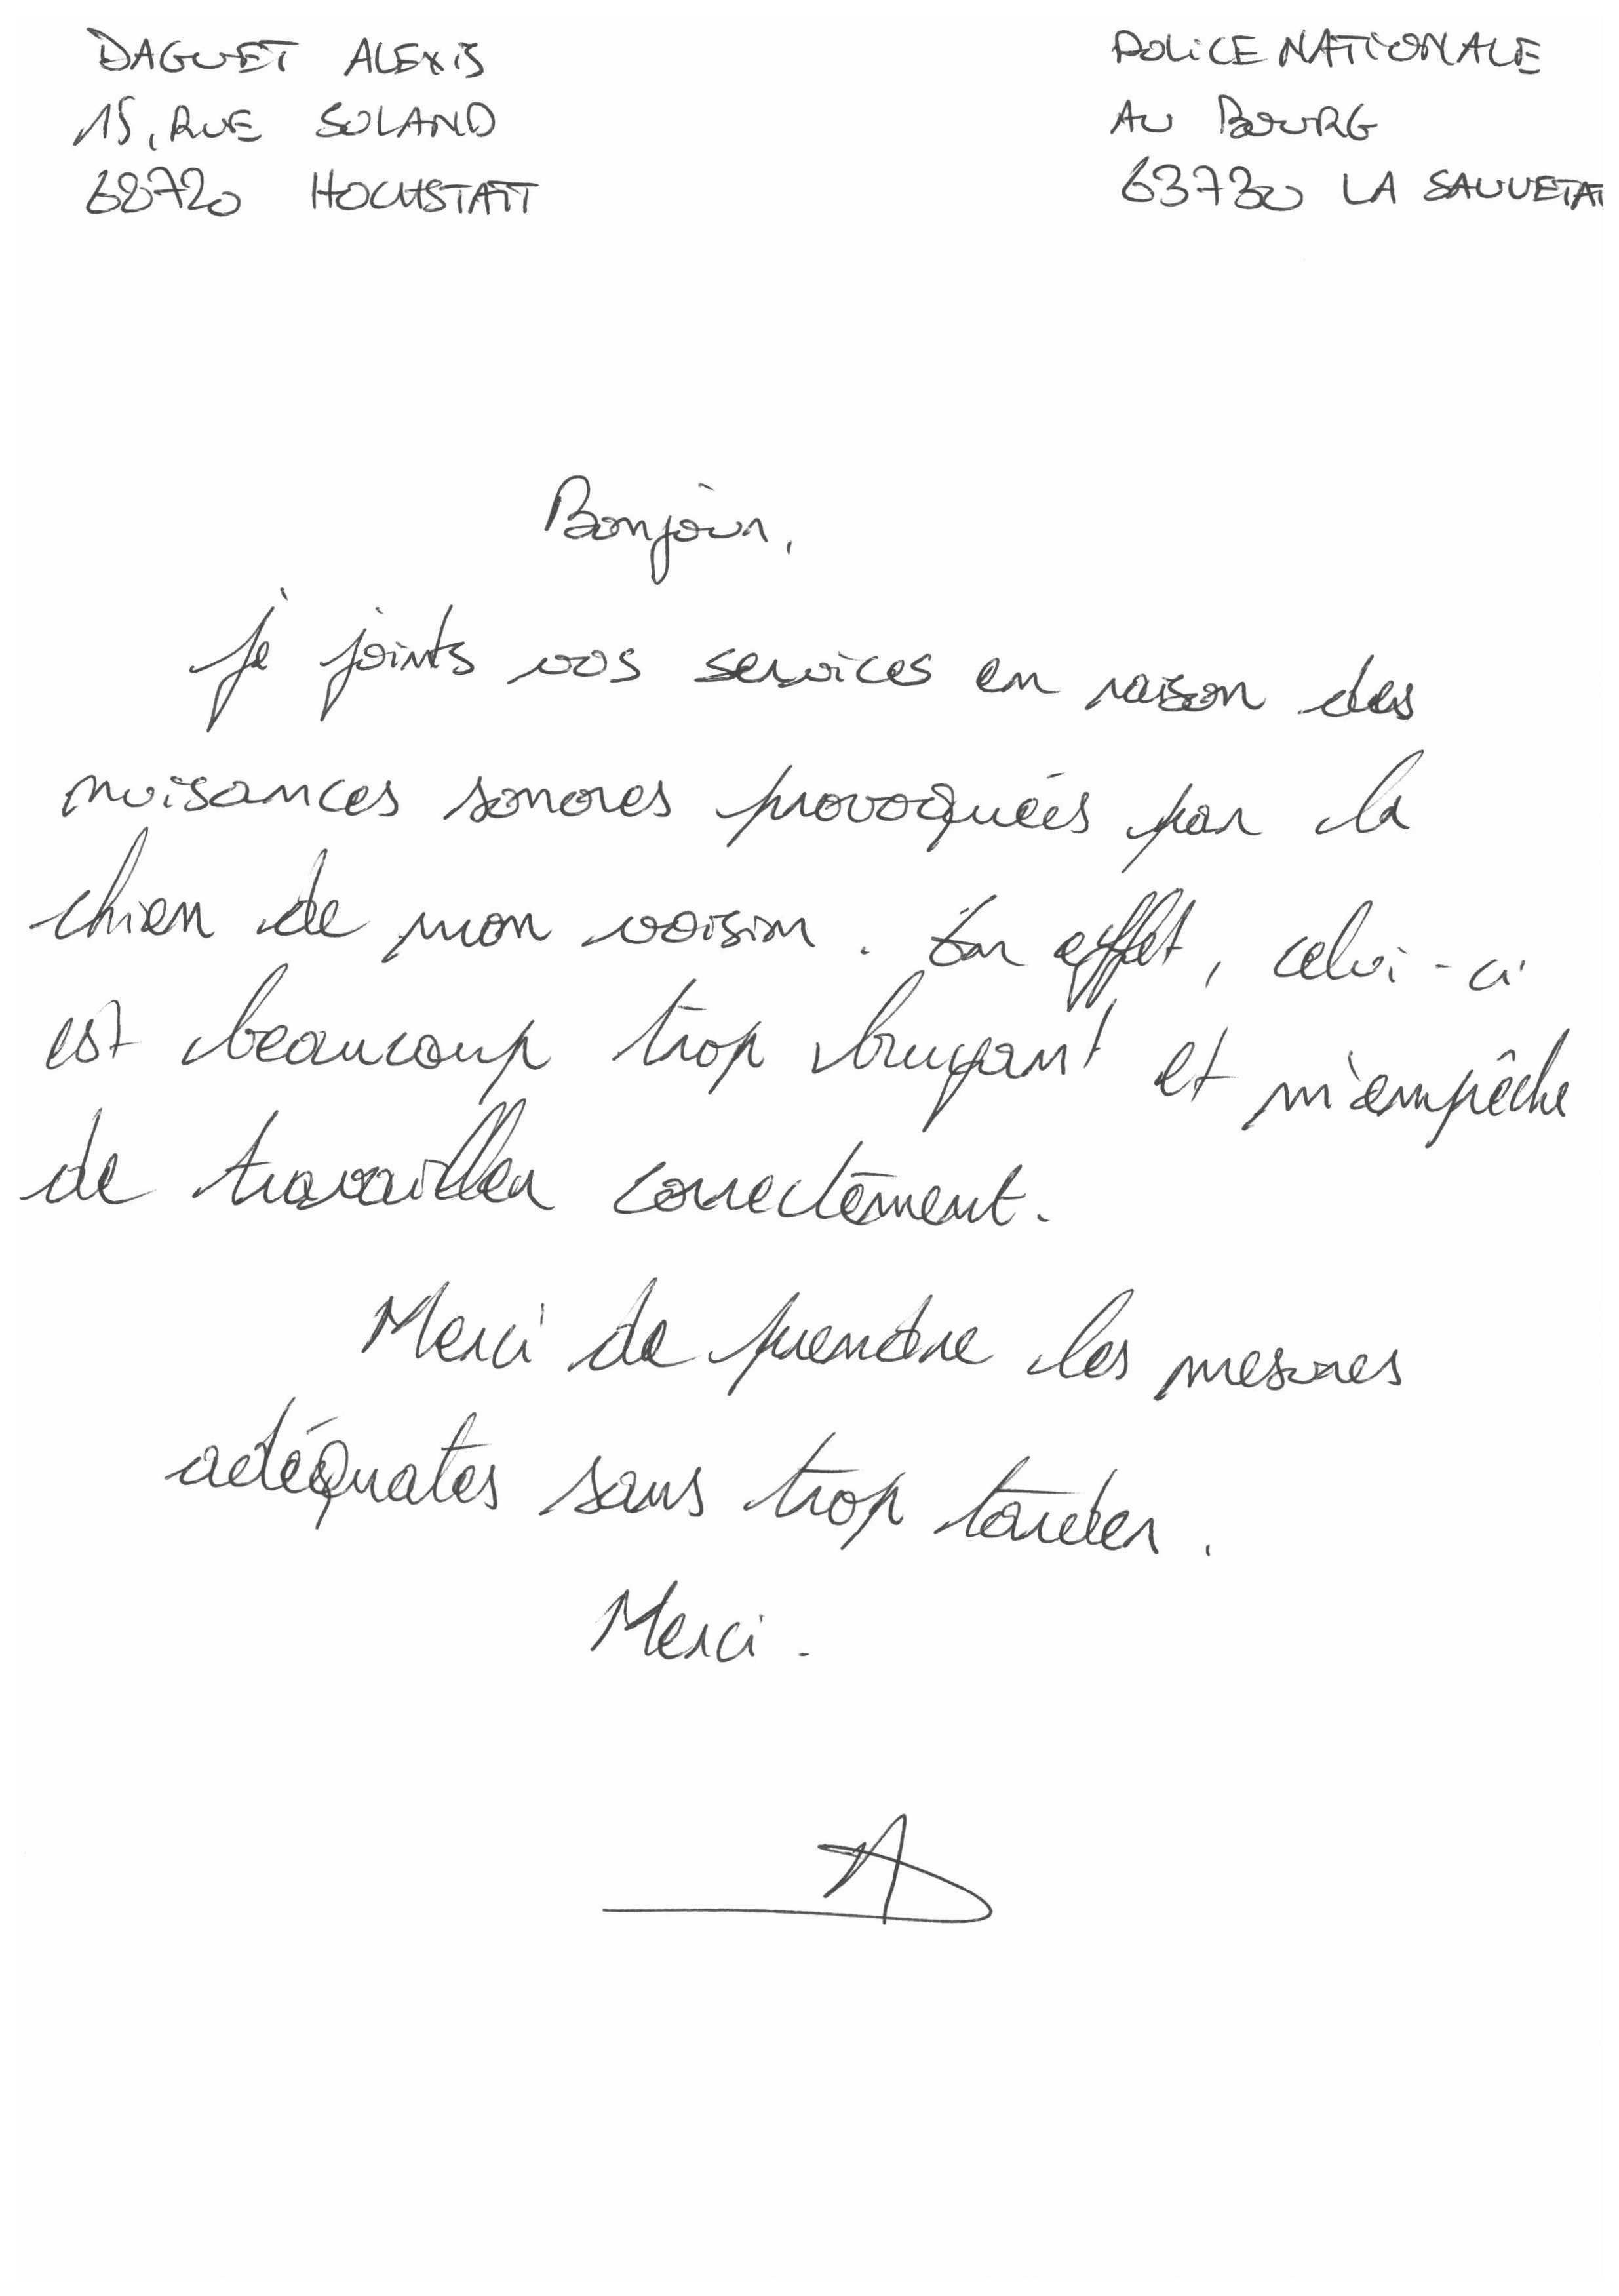 DAGUET ALEXIS
15, RUE SOLAND
68720 HOCHSTATT
POLICE NATIONALE
AU BOURG
63730 LA SAUVETAT
Bonjour,
je joints vos services en raison des
nuisances sonores provoquées par la
chien de mon voisin. En effet, celui-ci
est beaucoup trop bruyant et m'empêche
de travailler correctement.
Merci de prendre les mesures
adéquates sans trop tarder.
Merci.